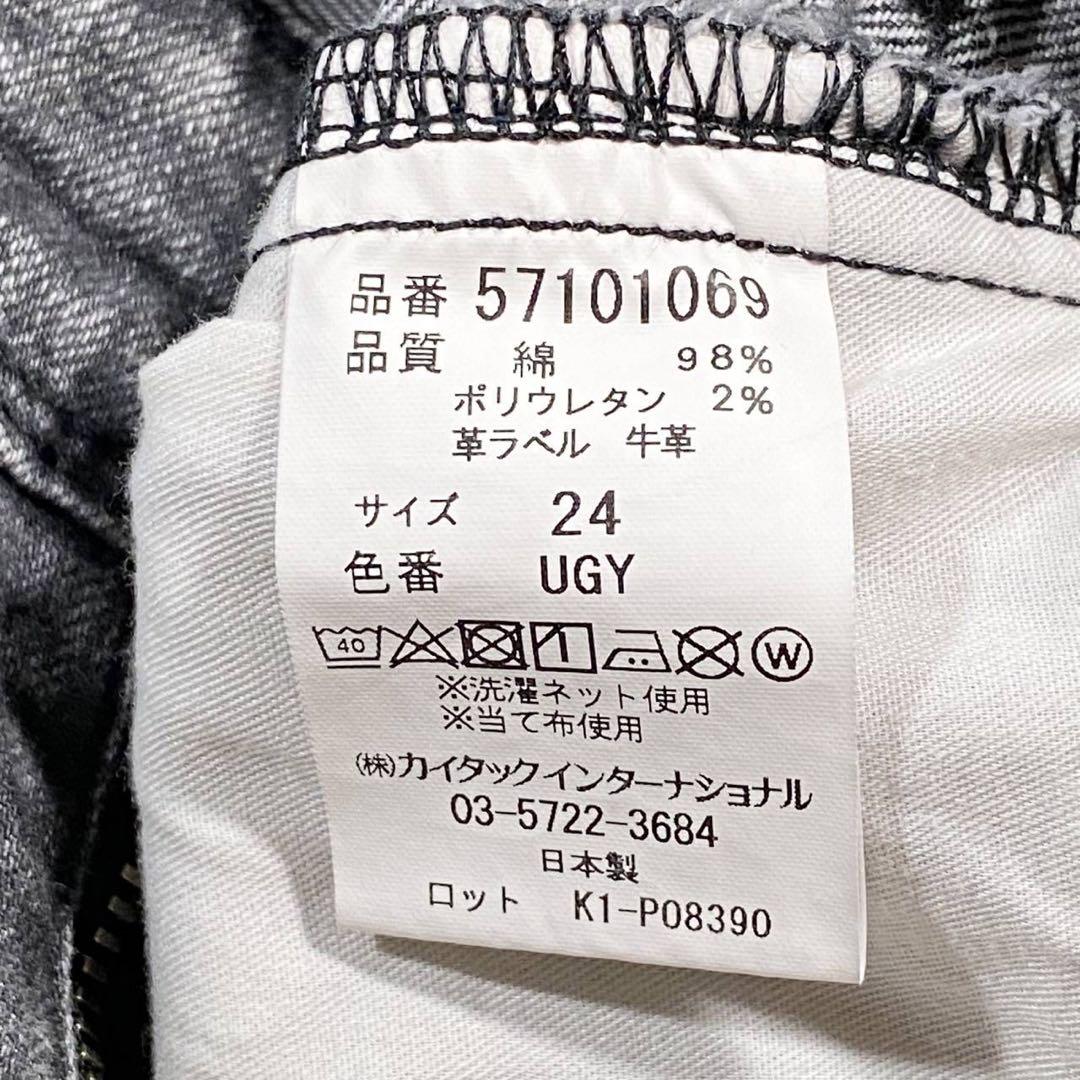 品番 57101069
品質 綿 98%
ポリウレタン 2%
革ラベル 牛革
サイズ 24
色番 UGY
40 W
※洗濯ネット使用
※当て布使用
(株)カイタックインターナショナル
03-5722-3684
日本製
ロット K1-P08390